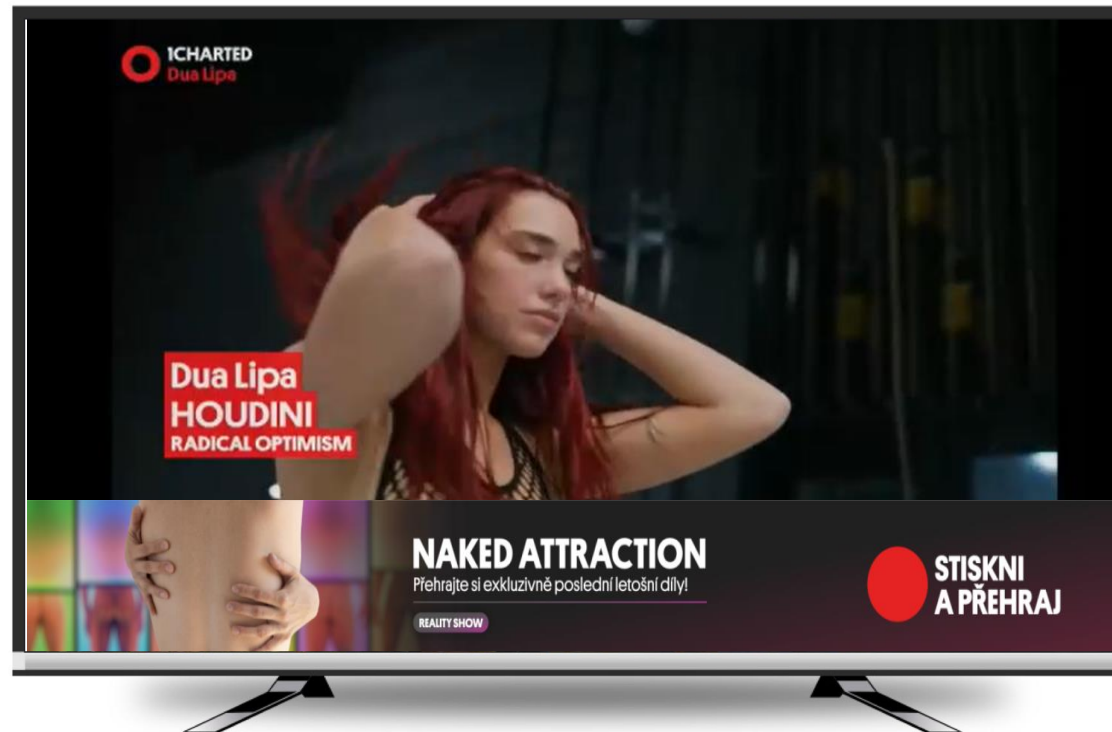 1CHARTED
Dua Lipa
Dua Lipa
HOUDINI
RADICAL OPTIMISM
NAKED ATTRACTION
Přehrajte si exkluzivně poslední letošní díly!
REALITY SHOW
STISKNI
A PŘEHRAJ